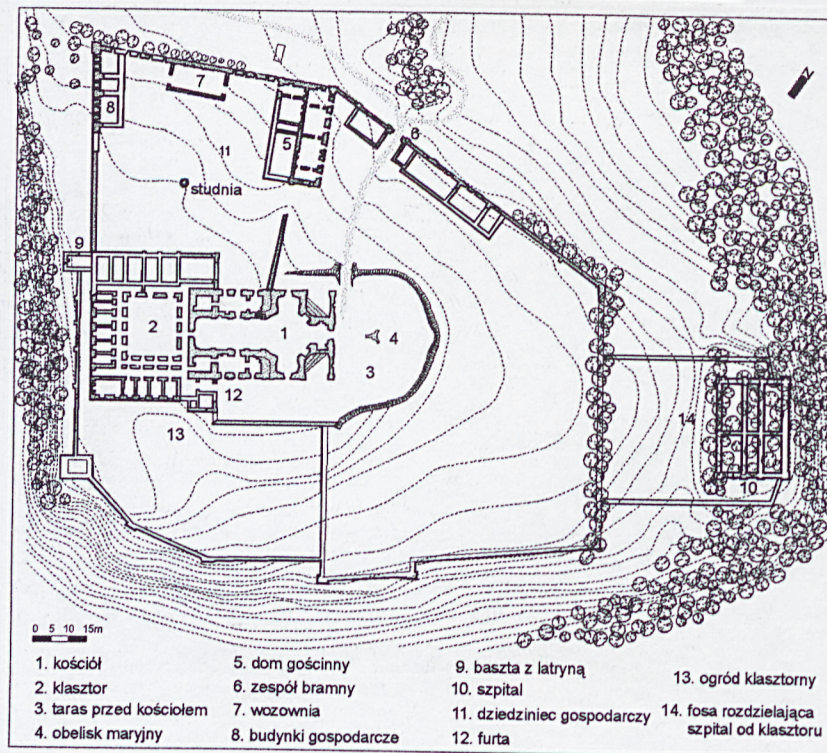 N
7
8
5
6
11
studnia
9
2
1
4
3
12
13
14
10
0 5 10 15m
1. kościół
2. klasztor
3. taras przed kościołem
4. obelisk maryjny
5. dom gościnny
6. zespół bramny
7. wozownia
8. budynki gospodarcze
9. baszta z latryną
10. szpital
11. dziedziniec gospodarczy
12. furta
13. ogród klasztorny
14. fosa rozdzielająca
szpital od klasztoru